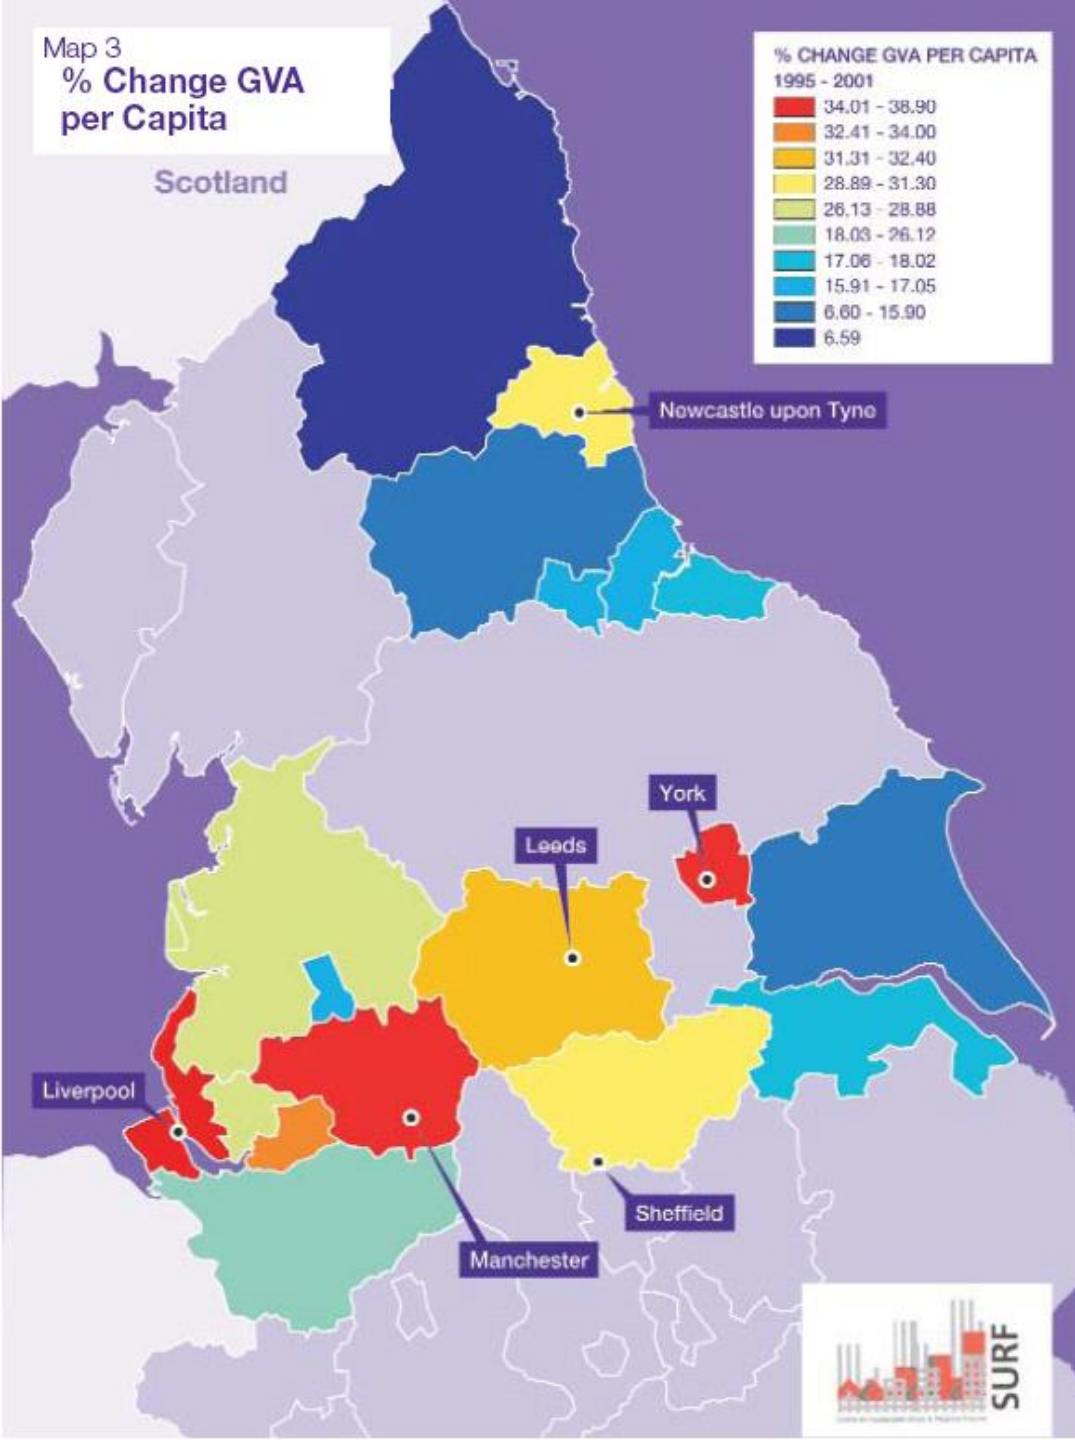 Map 3
% Change GVA
per Capita
Scotland
% CHANGE GVA PER CAPITA
1995 - 2001
34.01 - 38.90
32.41 - 34.00
31.31 - 32.40
28.89 - 31.30
26.13 - 28.88
18.03 - 26.12
17.06 - 18.02
15.91 - 17.05
6.60 - 15.90
6.59
Newcastle upon Tyne
York
Leeds
Liverpool
Sheffield
Manchester
SURF